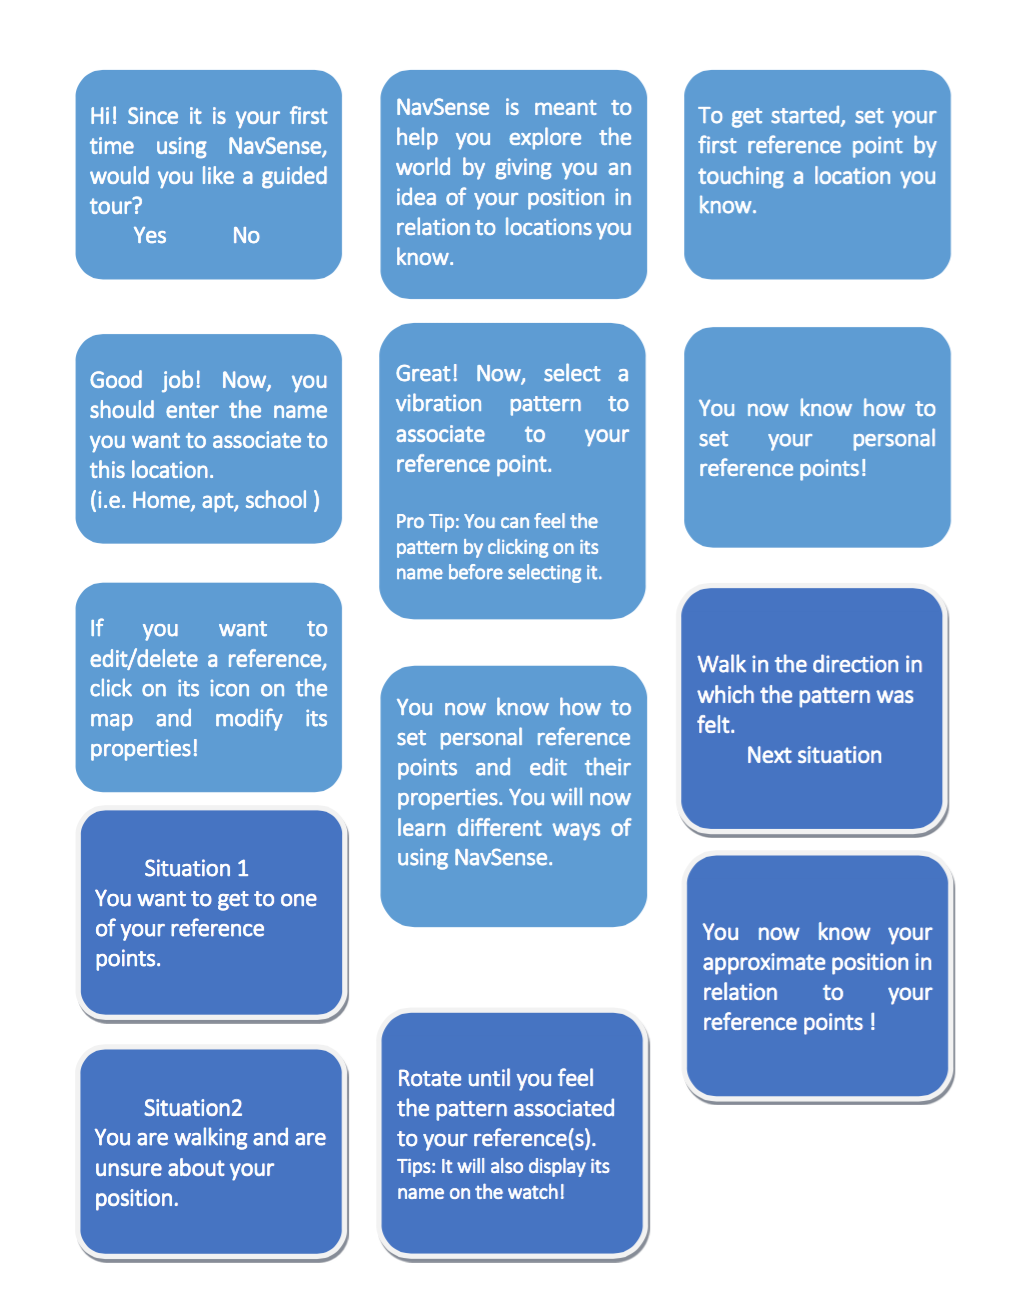 Hi! Since it is your first
time using NavSense,
would you like a guided
tour?
Yes No
NavSense is meant to
help you explore the
world by giving you an
idea of your position in
relation to locations you
know.
To get started, set your
first reference point by
touching a location you
know.
Good job! Now, you
should enter the name
you want to associate to
this location.
(i.e. Home, apt, school )
Great! Now, select a
vibration pattern to
associate to your
reference point.
Pro Tip: You can feel the
pattern by clicking on its
name before selecting it.
You now know how to
set your personal
reference points!
If you want to
edit/delete a reference,
click on its icon on the
map and modify its
properties!
You now know how to
set personal reference
points and edit their
properties. You will now
learn different ways of
using NavSense.
Walk in the direction in
which the pattern was
felt.
Next situation
Situation 1
You want to get to one
of your reference
points.
You now know your
approximate position in
relation to your
reference points !
Situation2
You are walking and are
unsure about your
position.
Rotate until you feel
the pattern associated
to your reference(s).
Tips: It will also display its
name on the watch!